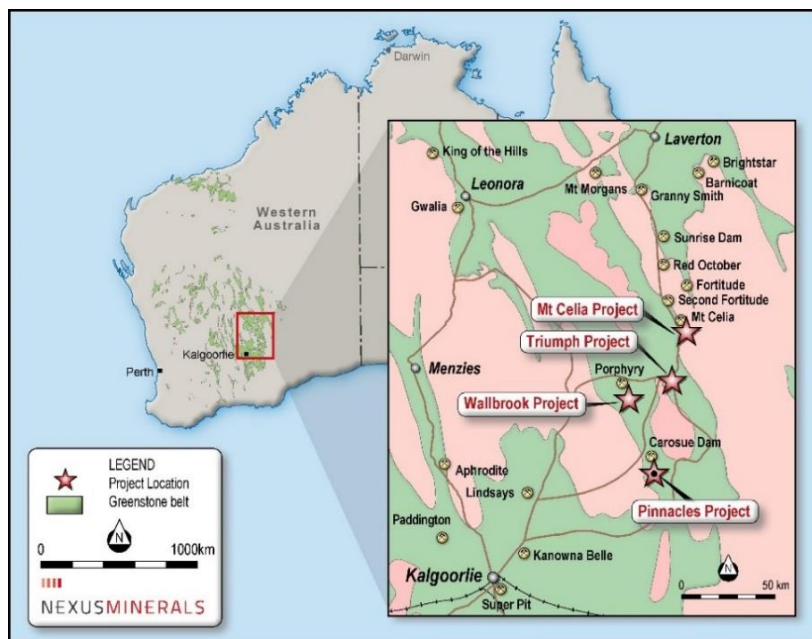 Darwin
Western
Australia
Kalgoorlie
Perth
LEGEND
Project Location
Greenstone belt
N
0 1000km
NEXUSMINERALS
King of the Hills
Laverton
Brightstar
Leonora
Mt Morgans
Barnicoat
Gwalia
Granny Smith
Sunrise Dam
Red October
Fortitude
Second Fortitude
Mt Celia Project
Mt Celia
Triumph Project
Menzies
Porphyry
Wallbrook Project
Carosue Dam
Aphrodite
Lindsays
Pinnacles Project
Paddington
Kanowna Belle
Kalgoorlie
Super Pit
N
0 50 km